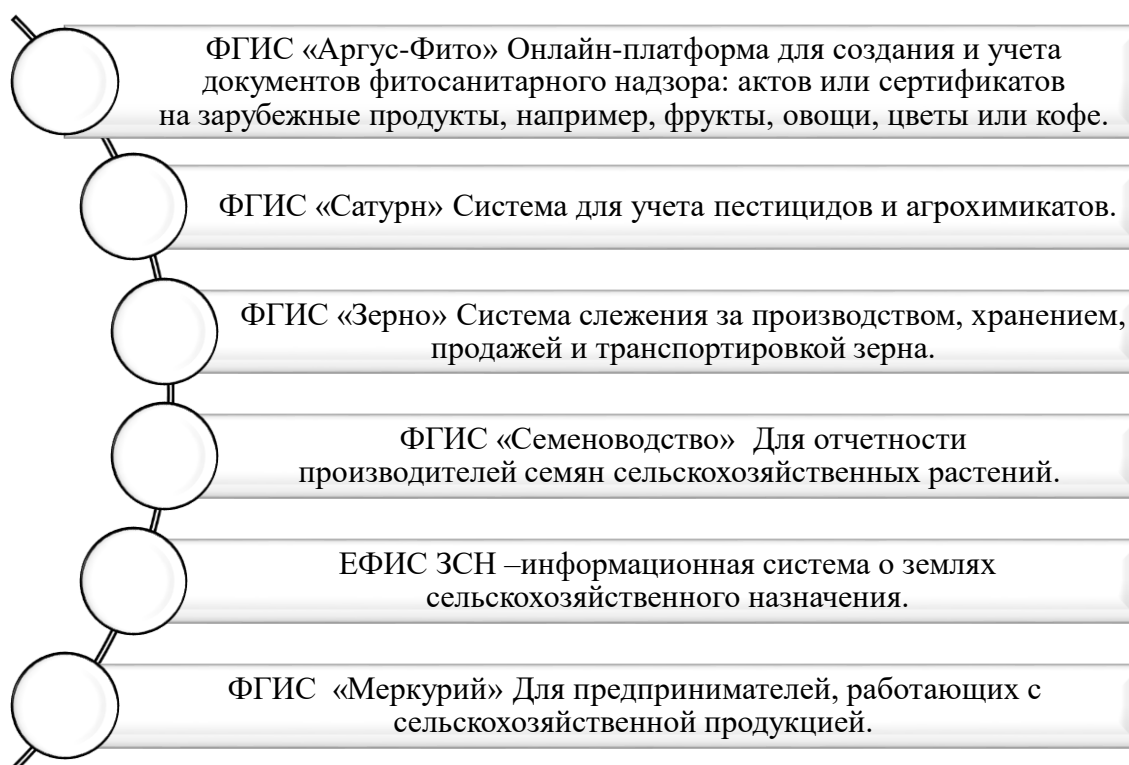 ФГИС «Аргус-Фито» Онлайн-платформа для создания и учета
документов фитосанитарного надзора: актов или сертификатов
на зарубежные продукты, например, фрукты, овощи, цветы или кофе.
ФГИС «Сатурн» Система для учета пестицидов и агрохимикатов.
ФГИС «Зерно» Система слежения за производством, хранением,
продажей и транспортировкой зерна.
ФГИС «Семеноводство»  Для отчетности
производителей семян сельскохозяйственных растений.
ЕФИС ЗСН –информационная система о землях
сельскохозяйственного назначения.
ФГИС  «Меркурий» Для предпринимателей, работающих с
сельскохозяйственной продукцией.